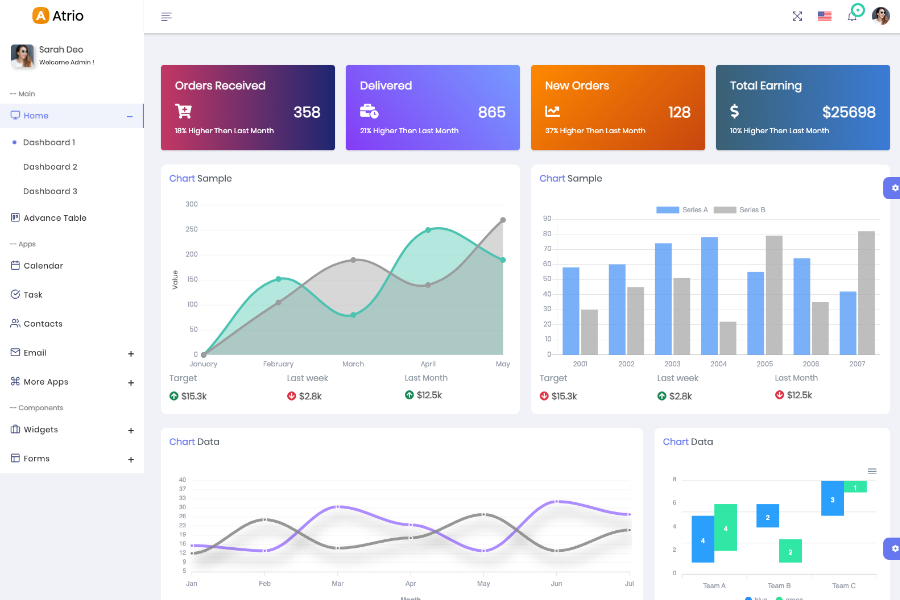 Atrio
Sarah Deo
Welcome Admin !
-- Main
Home
Dashboard 1
Dashboard 2
Dashboard 3
Advance Table
-- Apps
Calendar
Task
Contacts
Email
More Apps
-- Components
Widgets
Forms
Orders Received
358
18% Higher Then Last Month
Delivered
865
21% Higher Then Last Month
New Orders
128
37% Higher Then Last Month
Total Earning
$25698
10% Higher Then Last Month
Chart Sample
300
250
200
150
100
50
0
Value
January February March April May
Target Last week Last Month
$15.3k $2.8k $12.5k
Chart Sample
Series A Series B
90
80
70
60
50
40
30
20
10
0
2001 2002 2003 2004 2005 2006 2007
Target Last week Last Month
$15.3k $2.8k $12.5k
Chart Data
40
37
33
30
26
23
19
16
12
9
5
Jan Feb Mar Apr May Jun Jul
Month
Chart Data
8
6
4
2
0
4
4
2
2
3
1
Team A Team B Team C
blue green